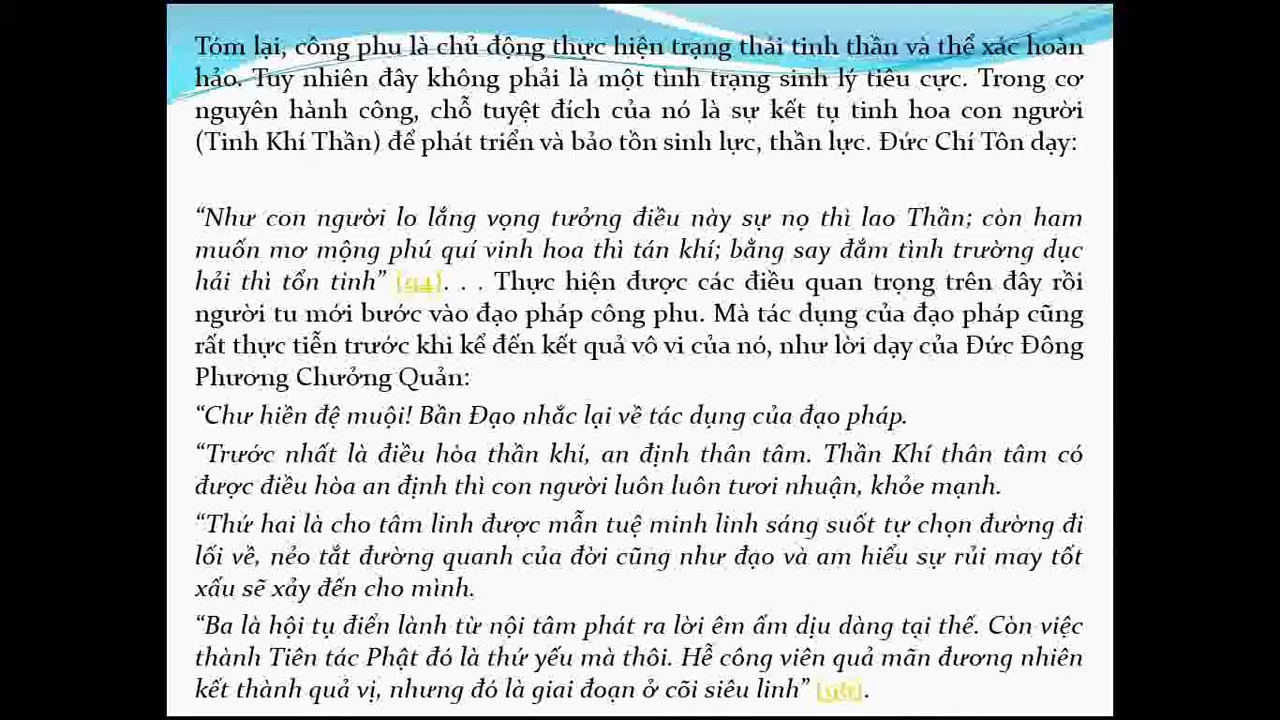 Tóm lại, công phu là chủ động thực hiện trạng thái tinh thần và thể xác hoàn
hảo. Tuy nhiên đây không phải là một tình trạng sinh lý tiêu cực. Trong cơ
nguyên hành công, chỗ tuyệt đích của nó là sự kết tụ tinh hoa con người
(Tinh Khí Thần) để phát triển và bảo tồn sinh lực, thần lực. Đức Chí Tôn dạy:
“Như con người lo lắng vọng tưởng điều này sự nọ thì lao Thần; còn ham
muốn mơ mộng phú quí vinh hoa thì tán khí; bằng say đắm tình trường dục
hải thì tổn tinh” [94]. . . Thực hiện được các điều quan trọng trên đây rồi
người tu mới bước vào đạo pháp công phu. Mà tác dụng của đạo pháp cũng
rất thực tiễn trước khi kể đến kết quả vô vi của nó, như lời dạy của Đức Đông
Phương Chưởng Quản:
“Chư hiền đệ muội! Bần Đạo nhắc lại về tác dụng của đạo pháp.
“Trước nhất là điều hòa thần khí, an định thân tâm. Thần Khí thân tâm có
được điều hòa an định thì con người luôn luôn tươi nhuận, khỏe mạnh.
“Thứ hai là cho tâm linh được mẫn tuệ minh linh sáng suốt tự chọn đường đi
lối về, nẻo tắt đường quanh của đời cũng như đạo và am hiểu sự rủi may tốt
xấu sẽ xảy đến cho mình.
“Ba là hội tụ điển lành từ nội tâm phát ra lời êm ấm dịu dàng tại thế. Còn việc
thành Tiên tác Phật đó là thứ yếu mà thôi. Hễ công viên quả mãn đương nhiên
kết thành quả vị, nhưng đó là giai đoạn ở cõi siêu linh” .